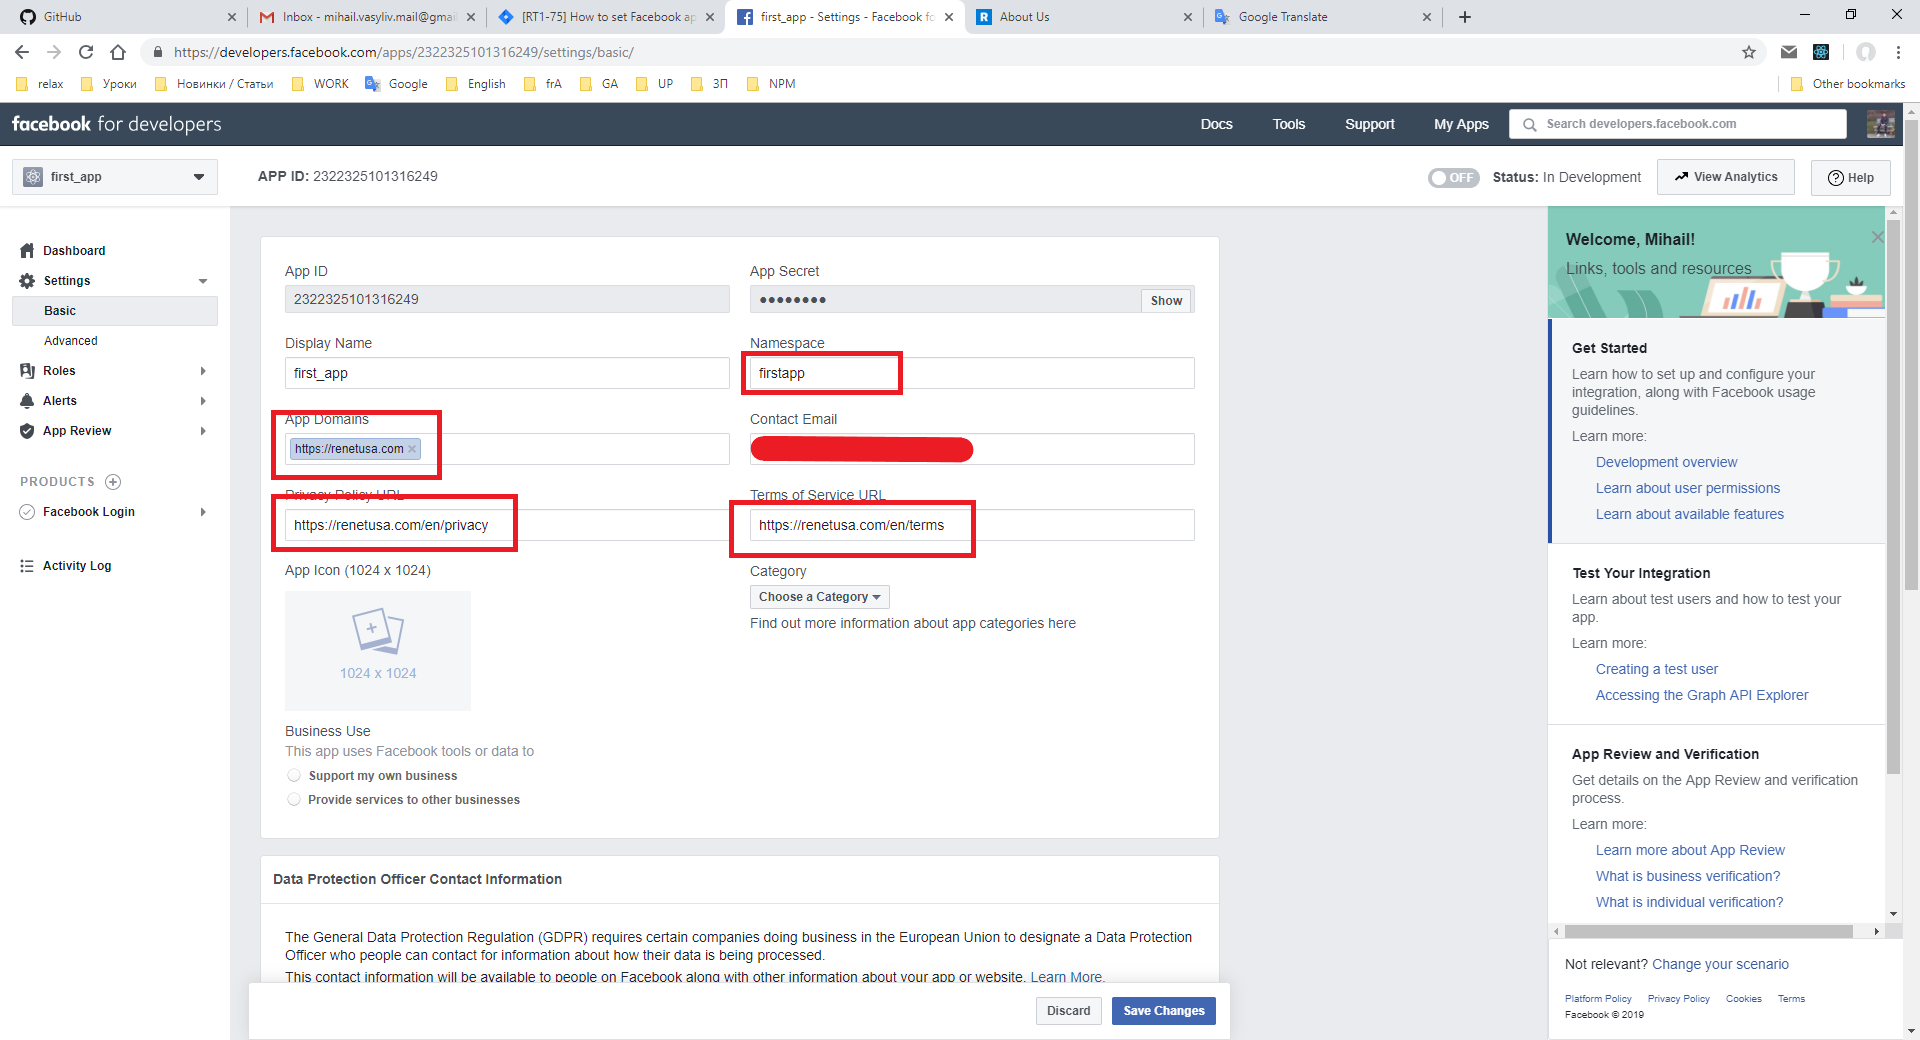 GitHub
Inbox - mihail.vasyliv.mail@gmai
[RT1-75] How to set Facebook ap
first_app - Settings - Facebook fo
About Us
Google Translate
https://developers.facebook.com/apps/2322325101316249/settings/basic/
relax
Уроки
Новинки / Статьи
WORK
Google
English
frA
GA
UP
ЗП
NPM
Other bookmarks
facebook for developers
Docs
Tools
Support
My Apps
Search developers.facebook.com
first_app
APP ID: 2322325101316249
OFF
Status: In Development
View Analytics
Help
Dashboard
Settings
Basic
Advanced
Roles
Alerts
App Review
PRODUCTS
Facebook Login
Activity Log
App ID
2322325101316249
App Secret
●●●●●●●●
Show
Display Name
first_app
Namespace
firstapp
App Domains
https://renetusa.com
Contact Email
Privacy Policy URL
https://renetusa.com/en/privacy
Terms of Service URL
https://renetusa.com/en/terms
App Icon (1024 x 1024)
1024 x 1024
Category
Choose a Category
Find out more information about app categories here
Business Use
This app uses Facebook tools or data to
Support my own business
Provide services to other businesses
Data Protection Officer Contact Information
The General Data Protection Regulation (GDPR) requires certain companies doing business in the European Union to designate a Data Protection
Officer who people can contact for information about how their data is being processed.
This contact information will be available to people on Facebook along with other information about your app or website. Learn More.
Discard
Save Changes
Welcome, Mihail!
Links, tools and resources
Get Started
Learn how to set up and configure your
integration, along with Facebook usage
guidelines.
Learn more:
Development overview
Learn about user permissions
Learn about available features
Test Your Integration
Learn about test users and how to test your
app.
Learn more:
Creating a test user
Accessing the Graph API Explorer
App Review and Verification
Get details on the App Review and verification
process.
Learn more:
Learn more about App Review
What is business verification?
What is individual verification?
Not relevant? Change your scenario
Platform Policy
Privacy Policy
Cookies
Terms
Facebook © 2019